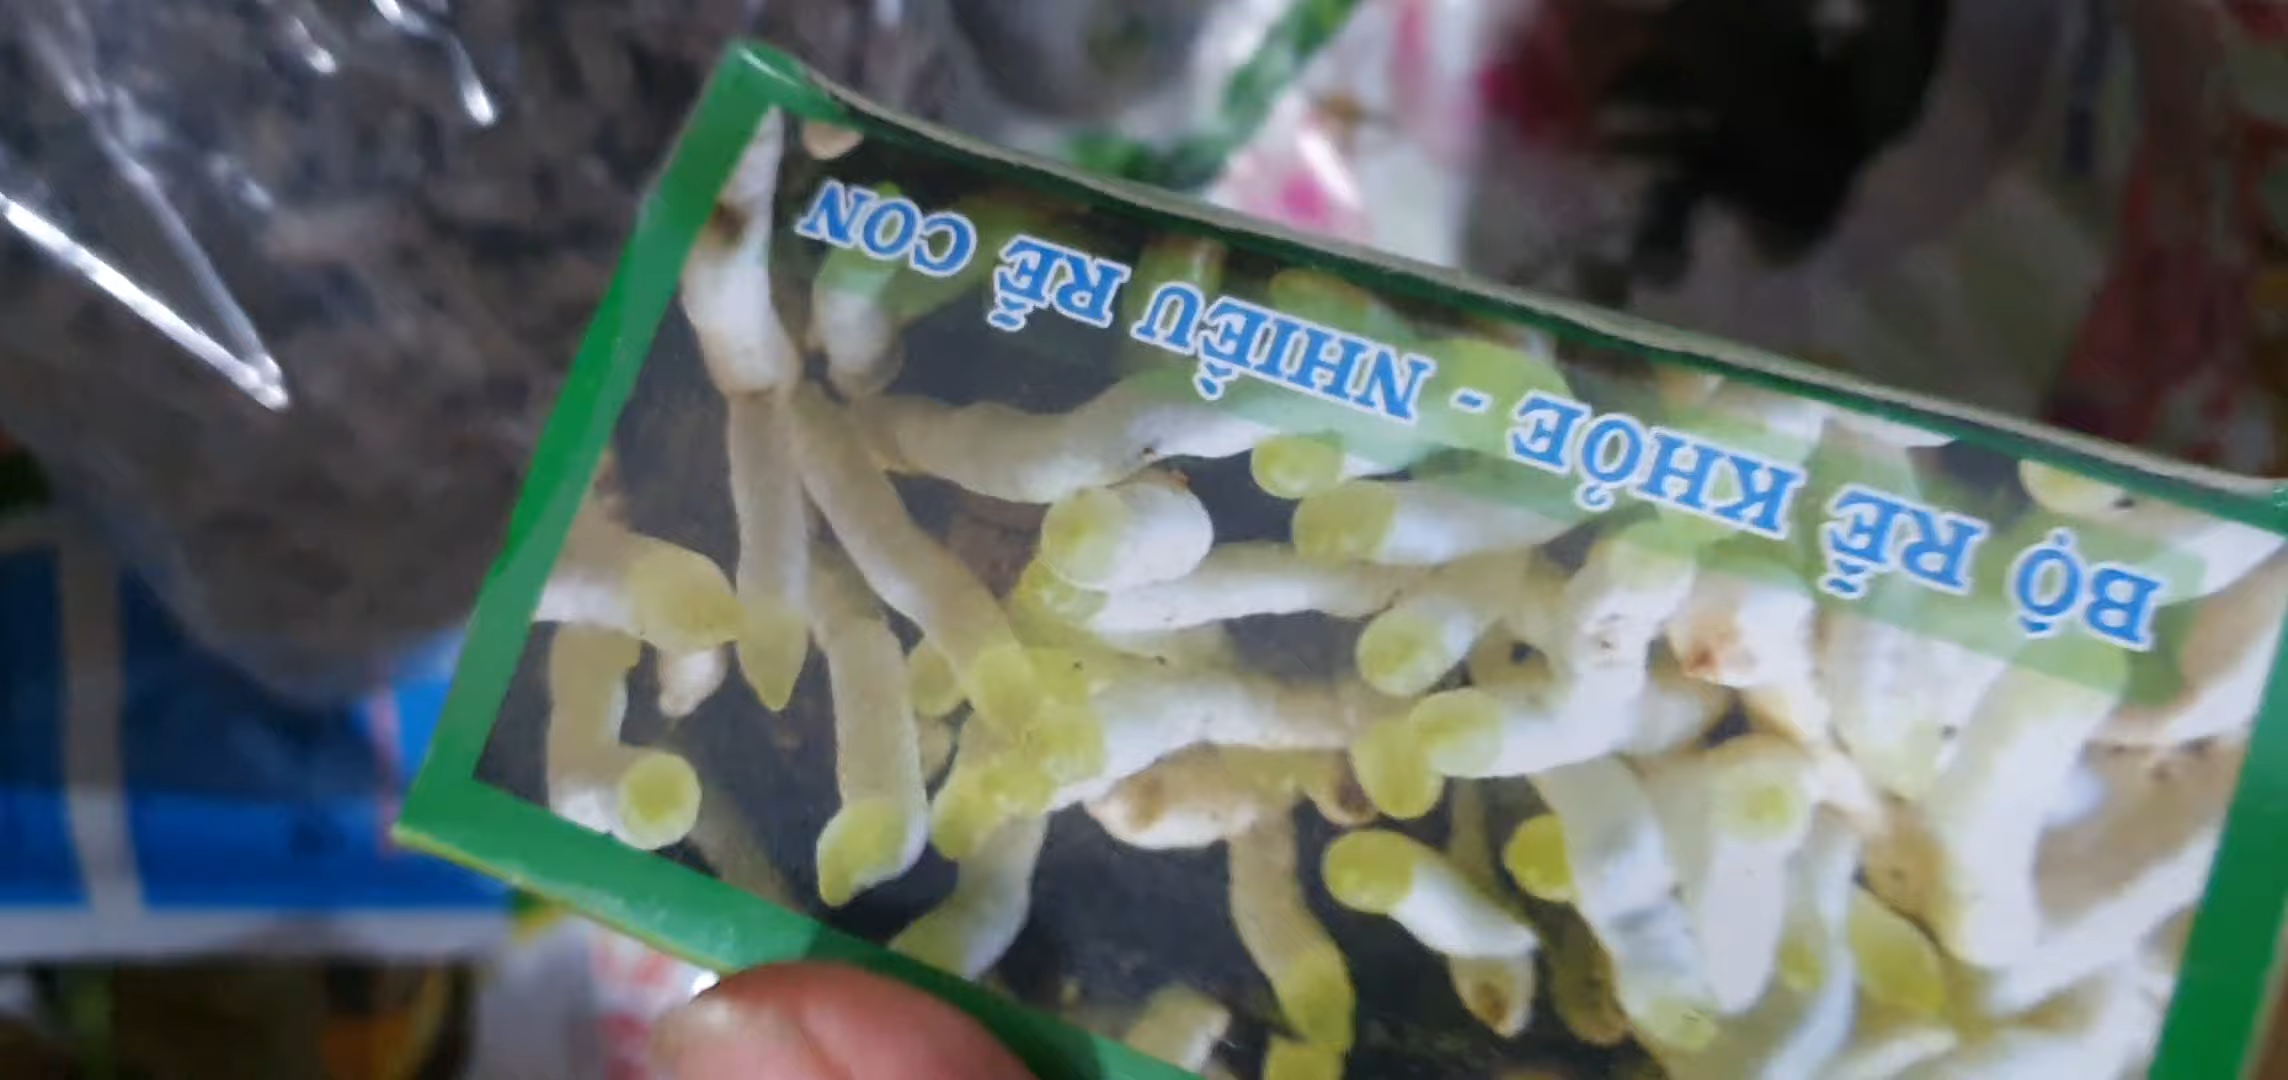 BỘ RỄ KHỎE - NHIỀU RỄ CON